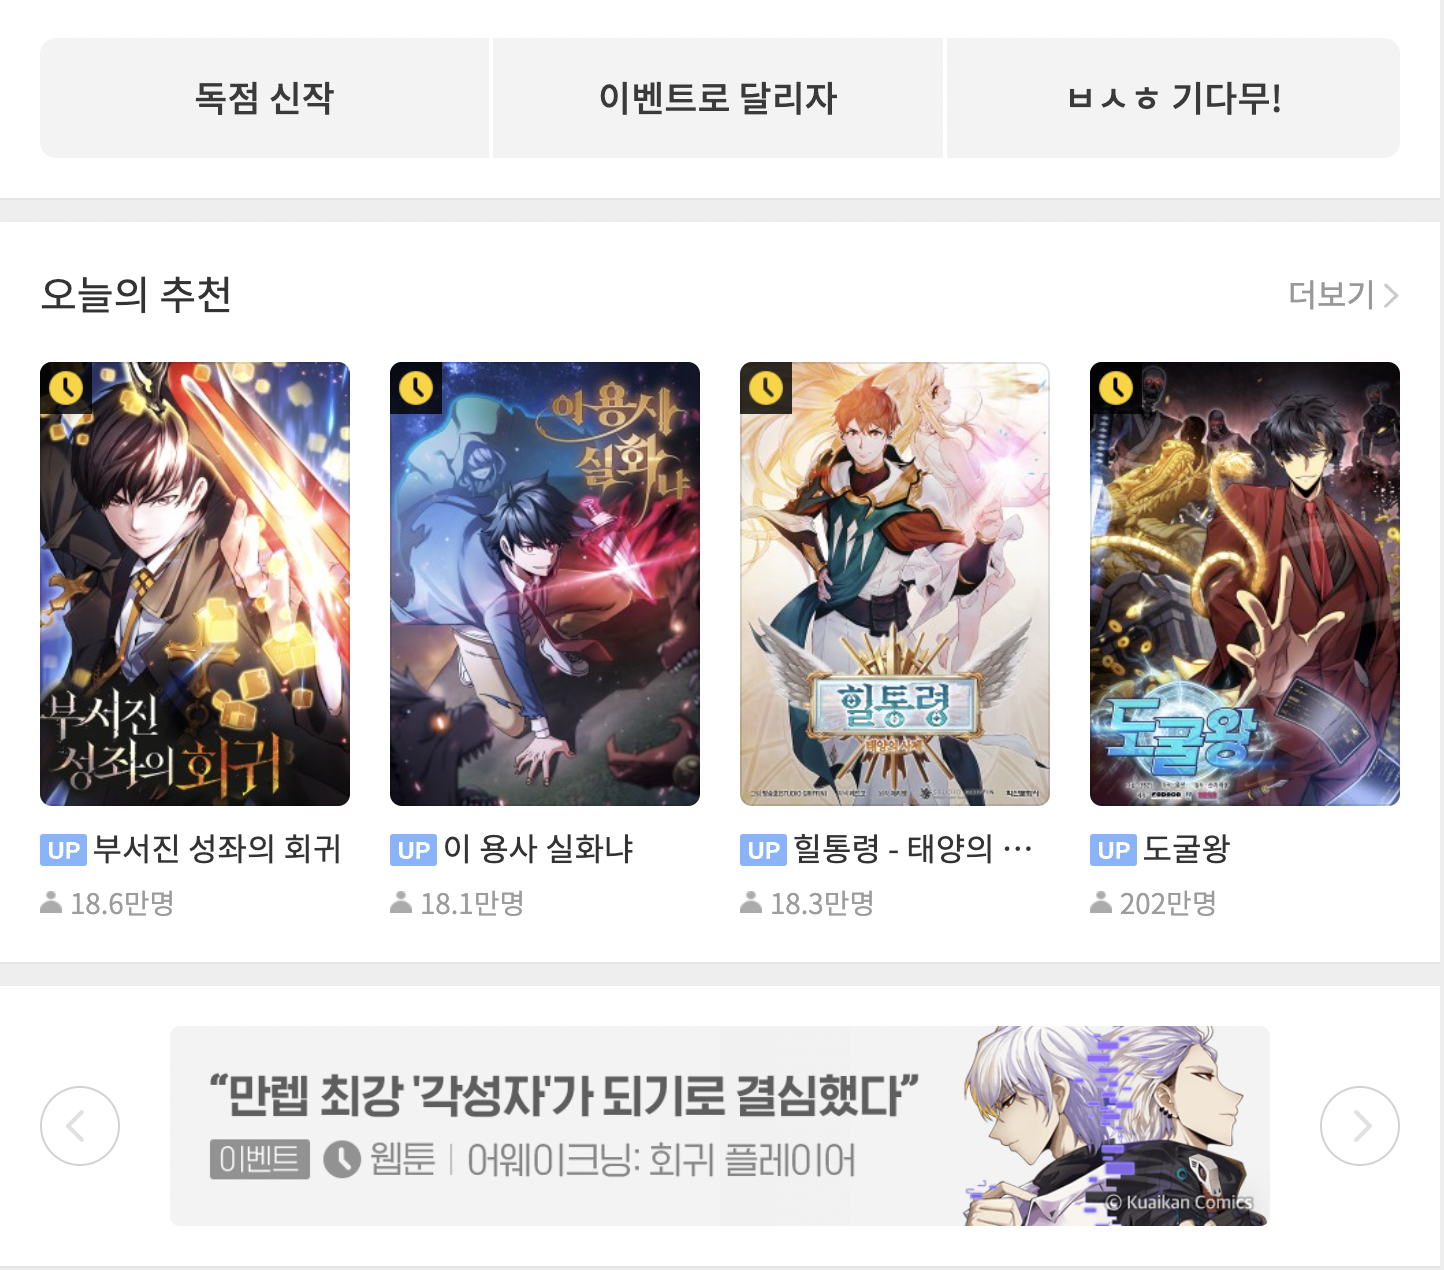 독점 신작
이벤트로 달리자
ㅂㅅㅎ 기다무!
오늘의 추천
더보기
부서진
성좌의 회귀
이 용사
실화냐
힐통령
태양의 사제
도굴왕
UP 부서진 성좌의 회귀
18.6만명
UP 이 용사 실화냐
18.1만명
UP 힐통령 - 태양의 …
18.3만명
UP 도굴왕
202만명
“만렙 최강 '각성자'가 되기로 결심했다”
이벤트 웹툰 | 어웨이크닝: 회귀 플레이어
© Kuaikan Comics